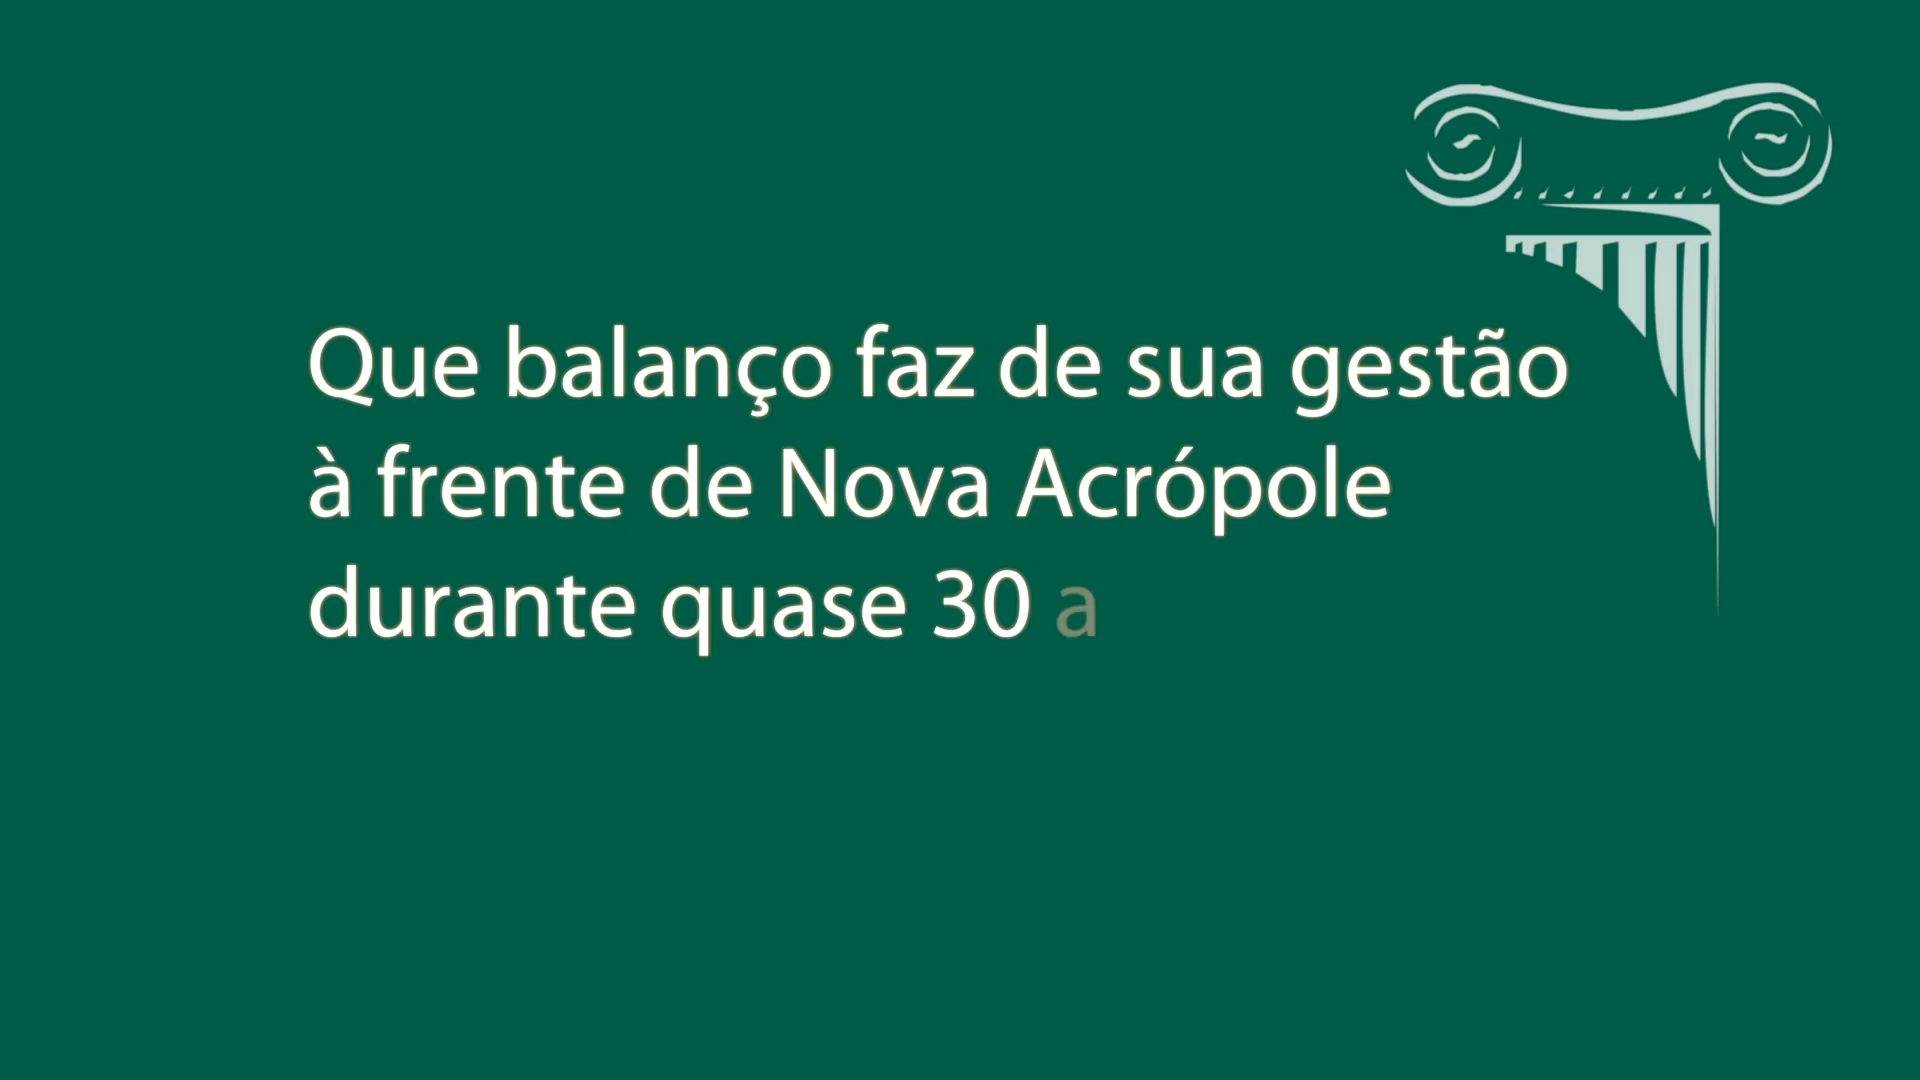 Que balanço faz de sua gestão
à frente de Nova Acrópole
durante quase 30 a